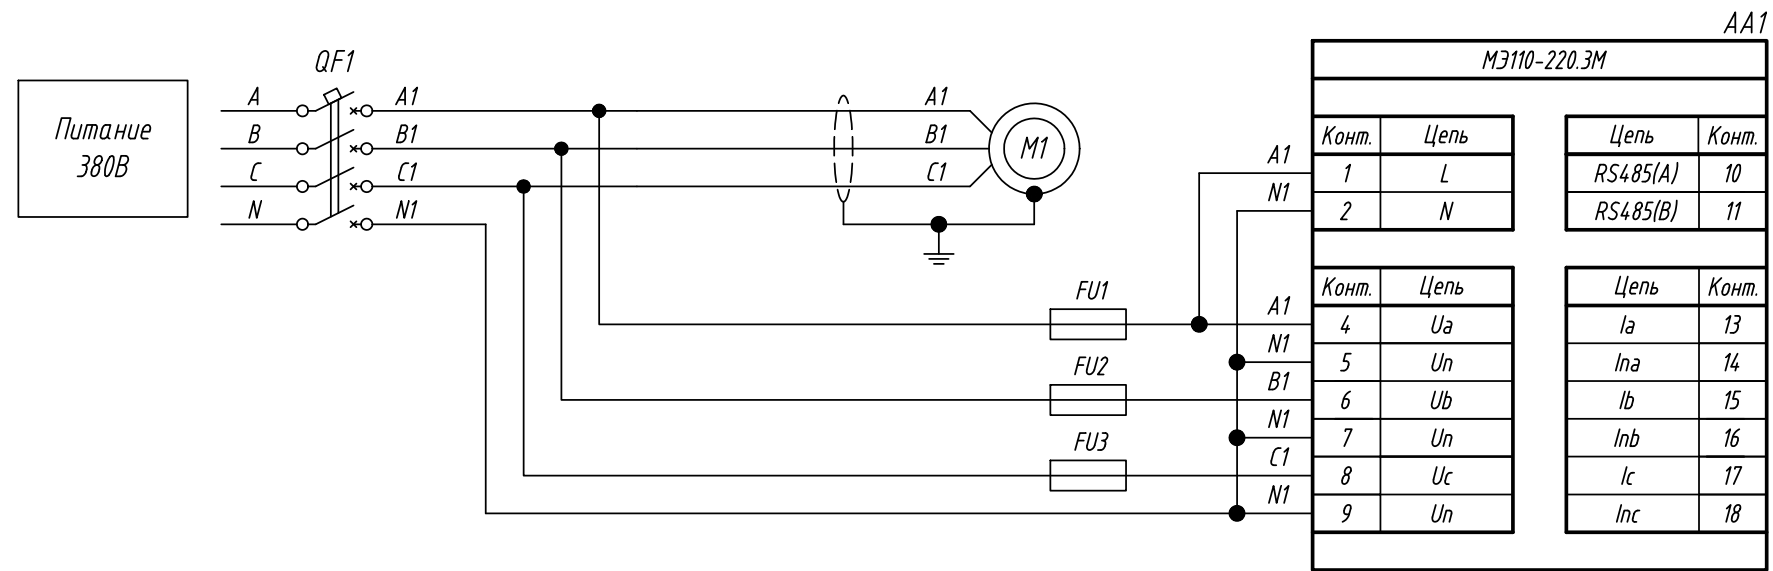 AA1
QF1
МЭ110-220.3М
Питание
380В
A
B
C
N
A1
B1
C1
N1
A1
B1
C1
M1
A1
N1
Конт. Цепь
1 L
2 N
Цепь Конт.
RS485(A) 10
RS485(B) 11
FU1
FU2
FU3
A1
N1
B1
N1
C1
N1
Конт. Цепь
4 Ua
5 Un
6 Ub
7 Un
8 Uc
9 Un
Цепь Конт.
Ia 13
Ina 14
Ib 15
Inb 16
Ic 17
Inc 18